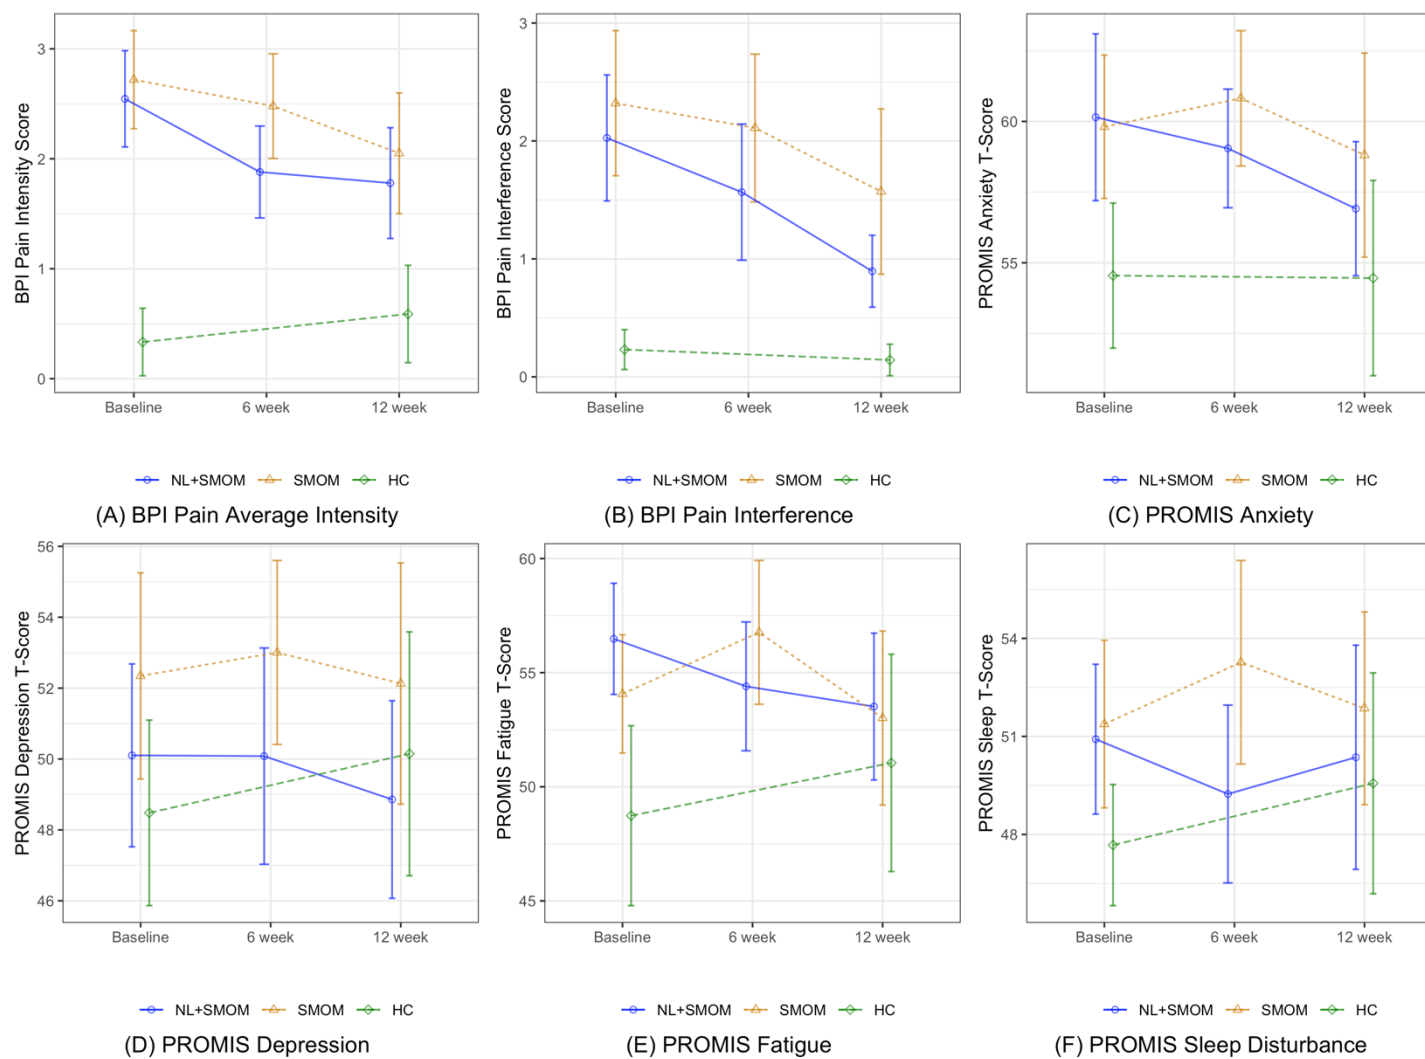 BPI Pain Intensity Score
3
2
1
0
Baseline
6 week
12 week
NL+SMOM
SMOM
HC
(A) BPI Pain Average Intensity
BPI Pain Interference Score
3
2
1
0
Baseline
6 week
12 week
NL+SMOM
SMOM
HC
(B) BPI Pain Interference
PROMIS Anxiety T-Score
60
55
Baseline
6 week
12 week
NL+SMOM
SMOM
HC
(C) PROMIS Anxiety
PROMIS Depression T-Score
56
54
52
50
48
46
Baseline
6 week
12 week
NL+SMOM
SMOM
HC
(D) PROMIS Depression
PROMIS Fatigue T-Score
60
55
50
45
Baseline
6 week
12 week
NL+SMOM
SMOM
HC
(E) PROMIS Fatigue
PROMIS Sleep T-Score
54
51
48
Baseline
6 week
12 week
NL+SMOM
SMOM
HC
(F) PROMIS Sleep Disturbance